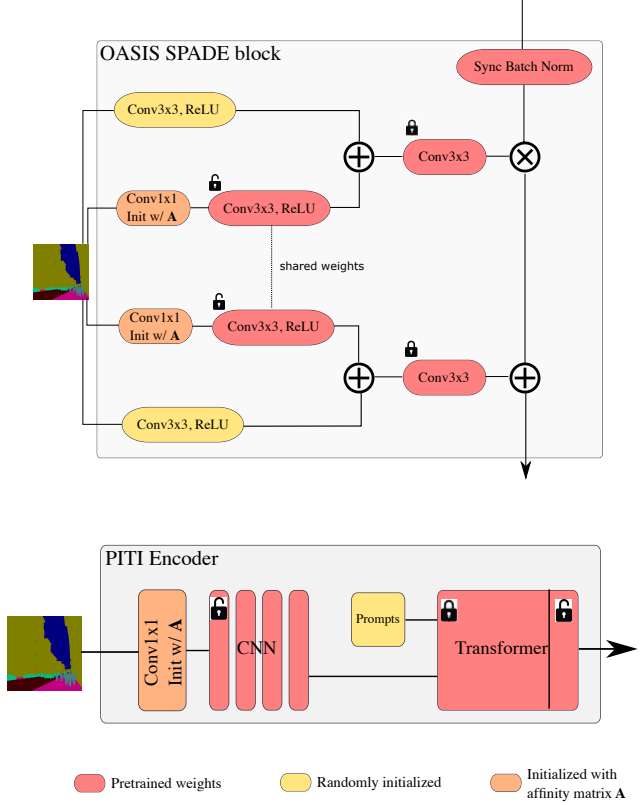 OASIS SPADE block
Sync Batch Norm
Conv3x3, ReLU
Conv3x3
Conv1x1
Init w/ A
Conv3x3, ReLU
shared weights
Conv1x1
Init w/ A
Conv3x3, ReLU
Conv3x3
Conv3x3, ReLU
PITI Encoder
Conv1x1
Init w/ A
CNN
Prompts
Transformer
Pretrained weights
Randomly initialized
Initialized with
affinity matrix A